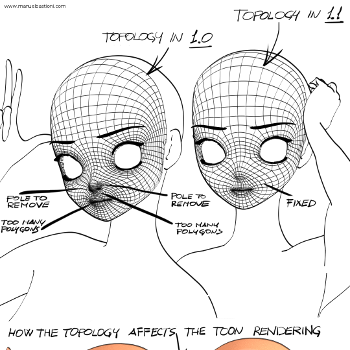 www.manuelbastioni.com
TOPOLOGY IN 1.1
TOPOLOGY IN 1.0
POLE TO
REMOVE
TOO MANY
POLYGONS
POLE TO
REMOVE
TOO MANY
POLYGONS
FIXED
HOW THE TOPOLOGY AFFECTS THE TOON RENDERING